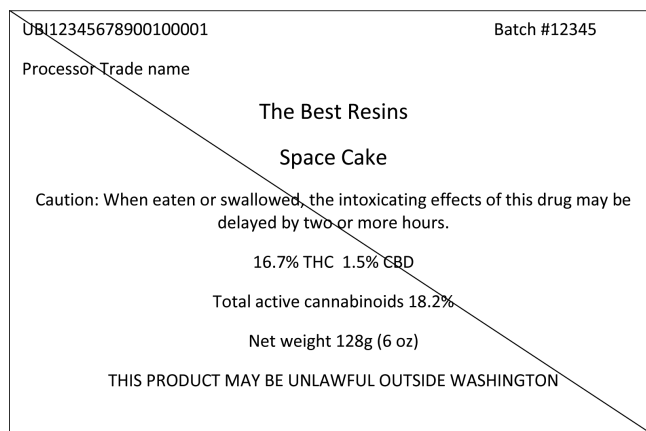 UBI12345678900100001 Batch #12345
Processor Trade name
The Best Resins
Space Cake
Caution: When eaten or swallowed, the intoxicating effects of this drug may be
delayed by two or more hours.
16.7% THC 1.5% CBD
Total active cannabinoids 18.2%
Net weight 128g (6 oz)
THIS PRODUCT MAY BE UNLAWFUL OUTSIDE WASHINGTON